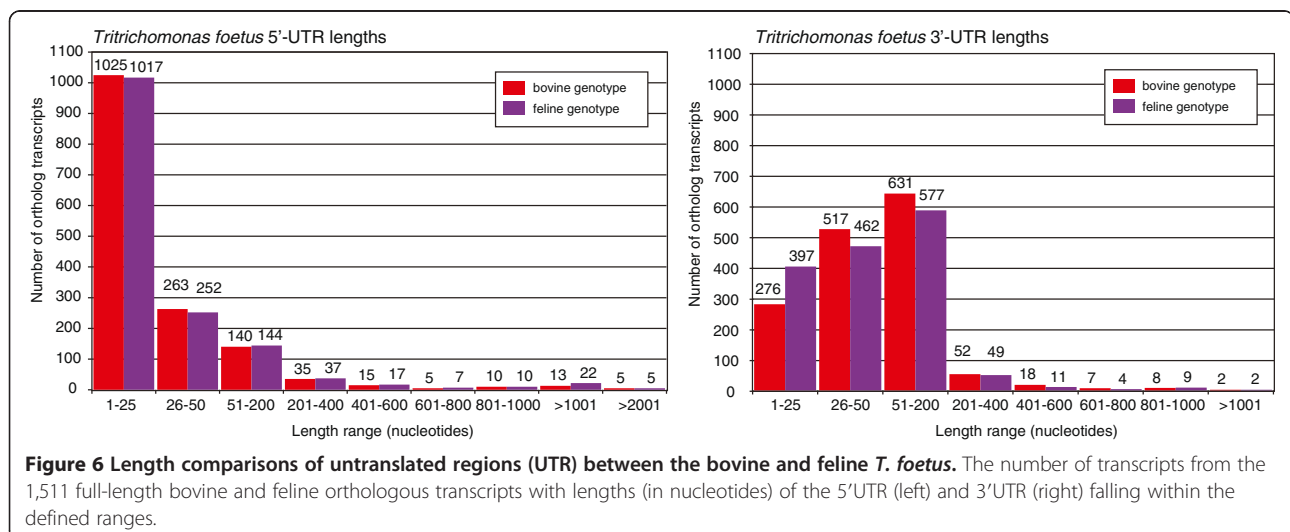 Tritrichomonas foetus 5'-UTR lengths
Number of ortholog transcripts
1100
1000
900
800
700
600
500
400
300
200
100
0
bovine genotype
feline genotype
1025 1017
263 252
140 144
35 37
15 17
5 7
10 10
13 22
5 5
1-25 26-50 51-200 201-400 401-600 601-800 801-1000 >1001 >2001
Length range (nucleotides)
Tritrichomonas foetus 3'-UTR lengths
Number of ortholog transcripts
1100
1000
900
800
700
600
500
400
300
200
100
0
bovine genotype
feline genotype
276 397
517 462
631 577
52 49
18 11
7 4
8 9
2 2
1-25 26-50 51-200 201-400 401-600 601-800 801-1000 >1001
Length range (nucleotides)
Figure 6 Length comparisons of untranslated regions (UTR) between the bovine and feline T. foetus. The number of transcripts from the
1,511 full-length bovine and feline orthologous transcripts with lengths (in nucleotides) of the 5′UTR (left) and 3′UTR (right) falling within the
defined ranges.